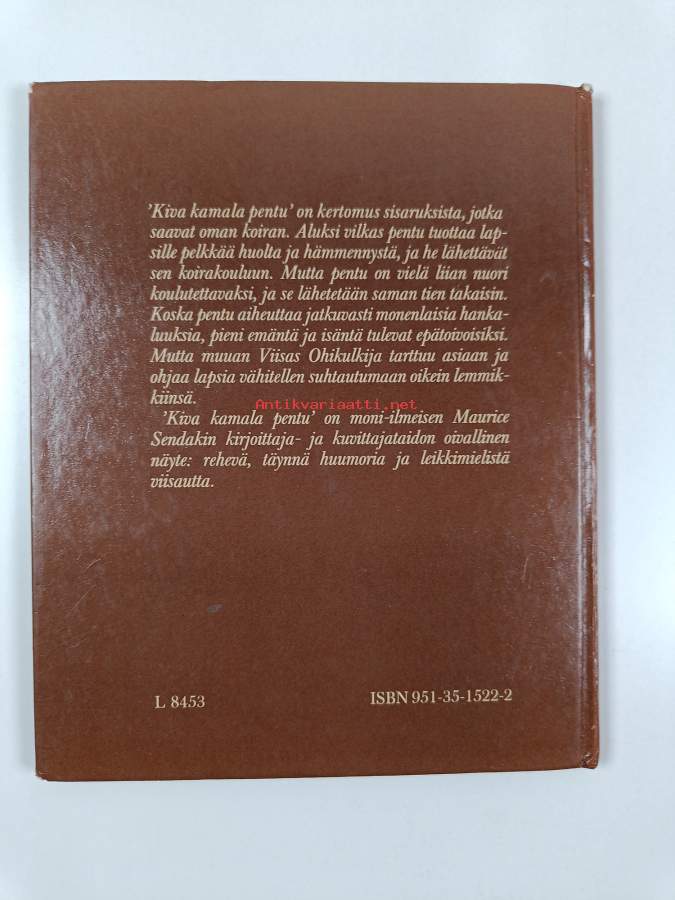 'Kiva kamala pentu' on kertomus sisaruksista, jotka
saavat oman koiran. Aluksi vilkas pentu tuottaa lap-
sille pelkkää huolta ja hämmennystä, ja he lähettävät
sen koirakouluun. Mutta pentu on vielä liian nuori
koulutettavaksi, ja se lähetetään saman tien takaisin.
Koska pentu aiheuttaa jatkuvasti monenlaisia hanka-
luuksia, pieni emäntä ja isäntä tulevat epätoivoisiksi.
Mutta muuan Viisas Ohikulkija tarttuu asiaan ja
ohjaa lapsia vähitellen suhtautumaan oikein lemmik-
kiinsä.
Antikvariaatti.net
'Kiva kamala pentu' on moni-ilmeisen Maurice
Sendakin kirjoittaja- ja kuvittajataidon oivallinen
näyte: rehevä, täynnä huumoria ja leikkimielistä
viisautta.
L 8453
ISBN 951-35-1522-2